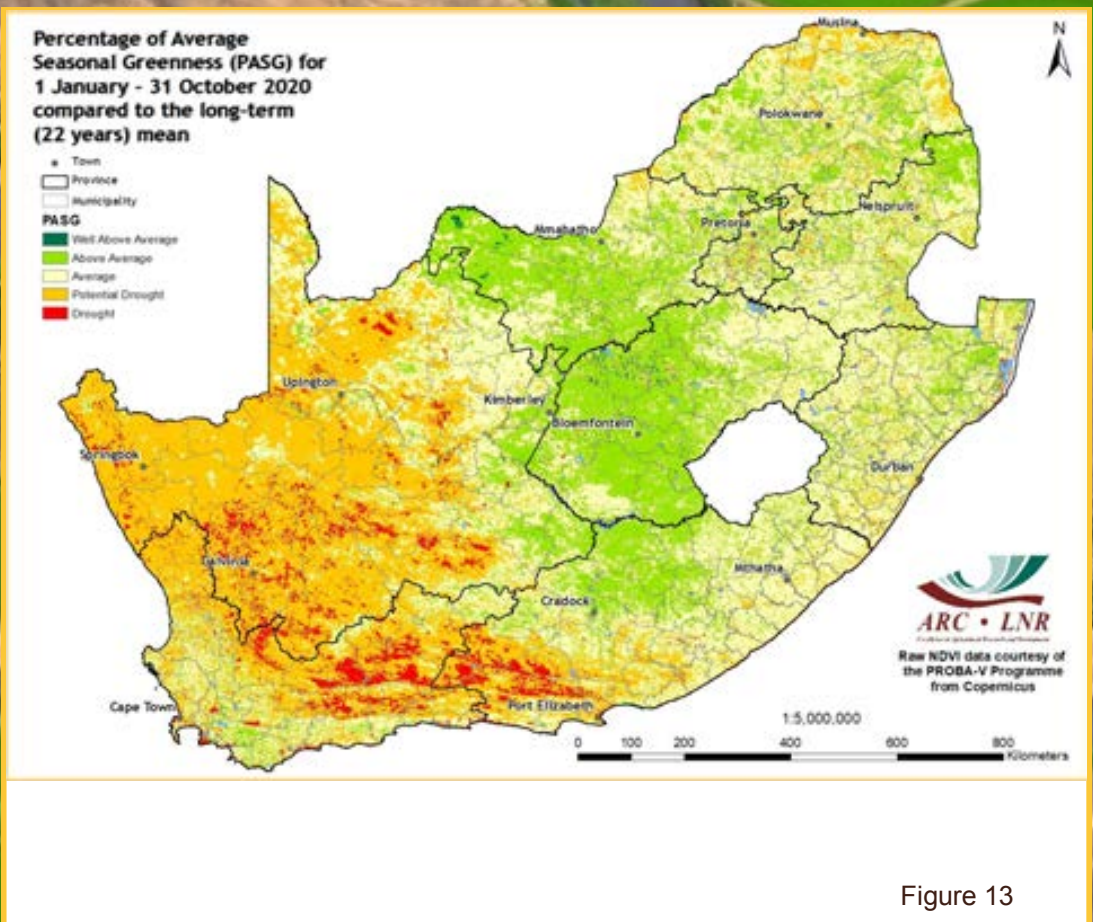 Percentage of Average
Seasonal Greenness (PASG) for
1 January - 31 October 2020
compared to the long-term
(22 years) mean
Town
Province
Municipality
PASG
Well Above Average
Above Average
Average
Potential Drought
Drought
N
Musina
Polokwane
Nelspruit
Pretoria
Mmabatho
Upington
Kimberley
Bloemfontein
Springbok
Durban
Calvinia
Mthatha
Cradock
Cape Town
Port Elizabeth
ARC • LNR
Raw NDVI data courtesy of
the PROBA-V Programme
from Copernicus
1:5,000,000
0 100 200 400 600 800
Kilometers
Figure 13